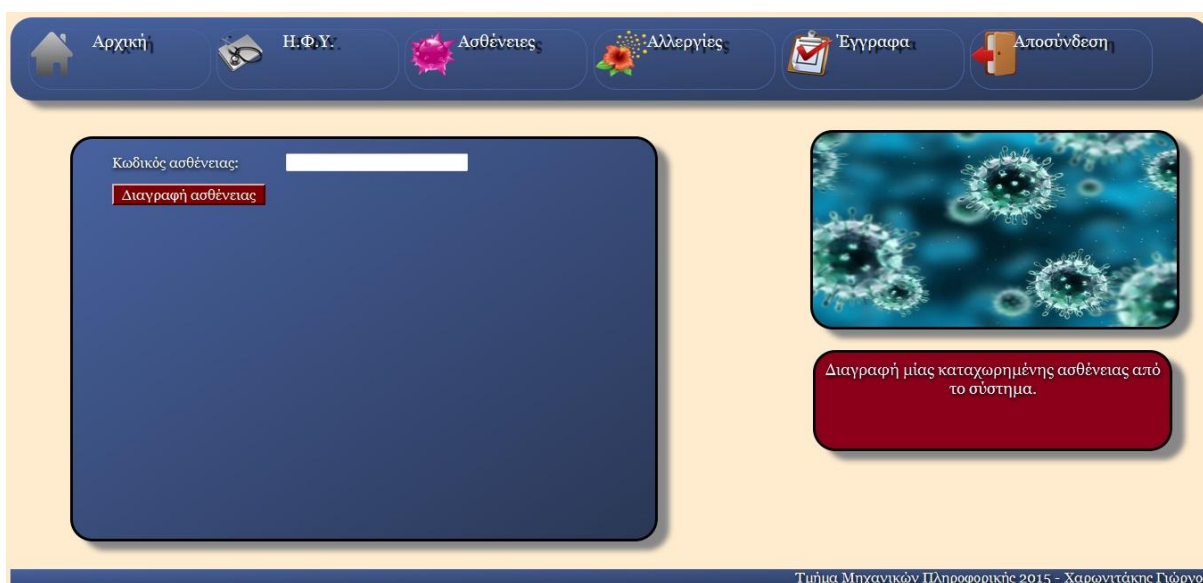 Αρχική
Η.Φ.Υ.
Ασθένειες
Αλλεργίες
Έγγραφα
Αποσύνδεση
Κωδικός ασθένειας:
Διαγραφή ασθένειας
Διαγραφή μίας καταχωρημένης ασθένειας από
το σύστημα.
Τμήμα Μηχανικών Πληροφορικής 2015 - Χαρωνιτάκης